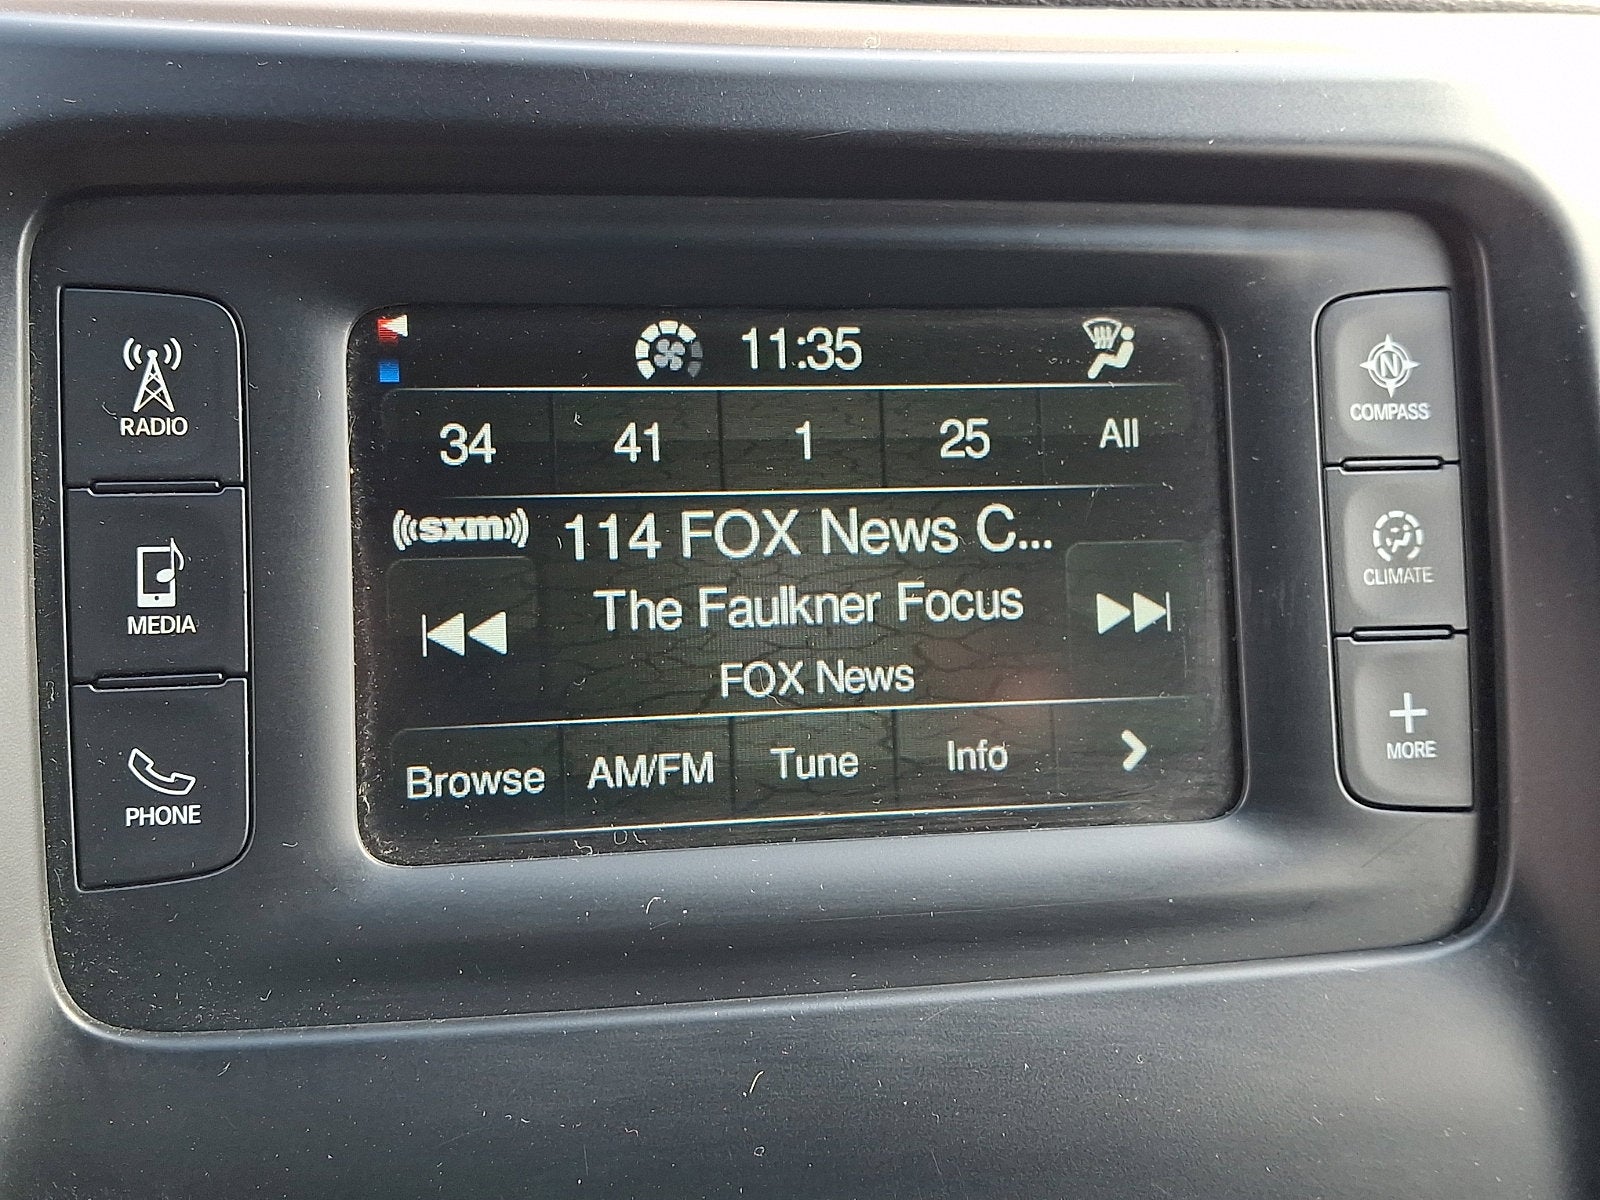 11:35
34 41 1 25 All
((sxm)) 114 FOX News C...
The Faulkner Focus
FOX News
Browse AM/FM Tune Info
RADIO
MEDIA
PHONE
N
COMPASS
CLIMATE
MORE